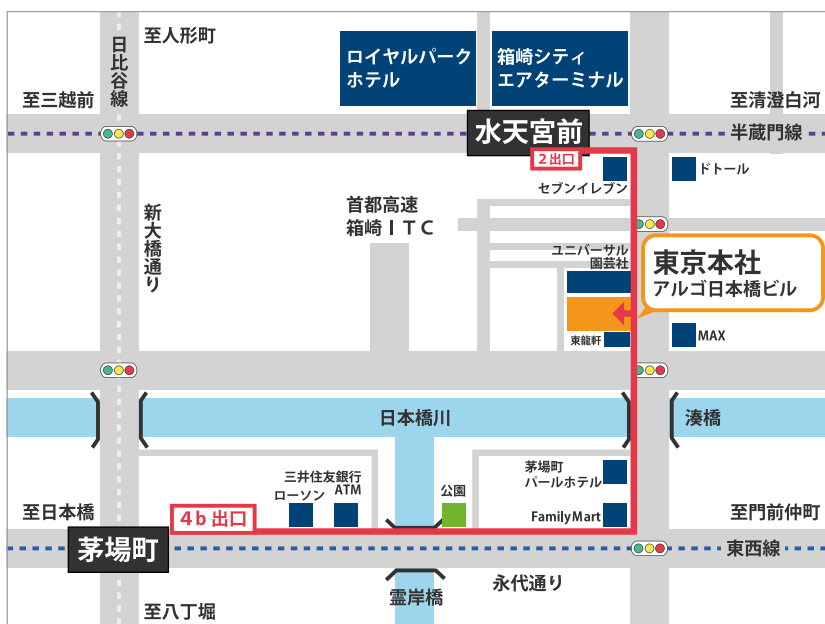 至人形町
日比谷線
ロイヤルパーク
ホテル
箱崎シティ
エアターミナル
至三越前
至清澄白河
水天宮前
半蔵門線
2出口
セブンイレブン
ドトール
新大橋通り
首都高速
箱崎ITC
ユニバーサル
園芸社
東京本社
アルゴ日本橋ビル
東龍軒
MAX
日本橋川
湊橋
三井住友銀行
ATM
ローソン
公園
茅場町
パールホテル
至日本橋
4b出口
FamilyMart
至門前仲町
茅場町
東西線
永代通り
霊岸橋
至八丁堀